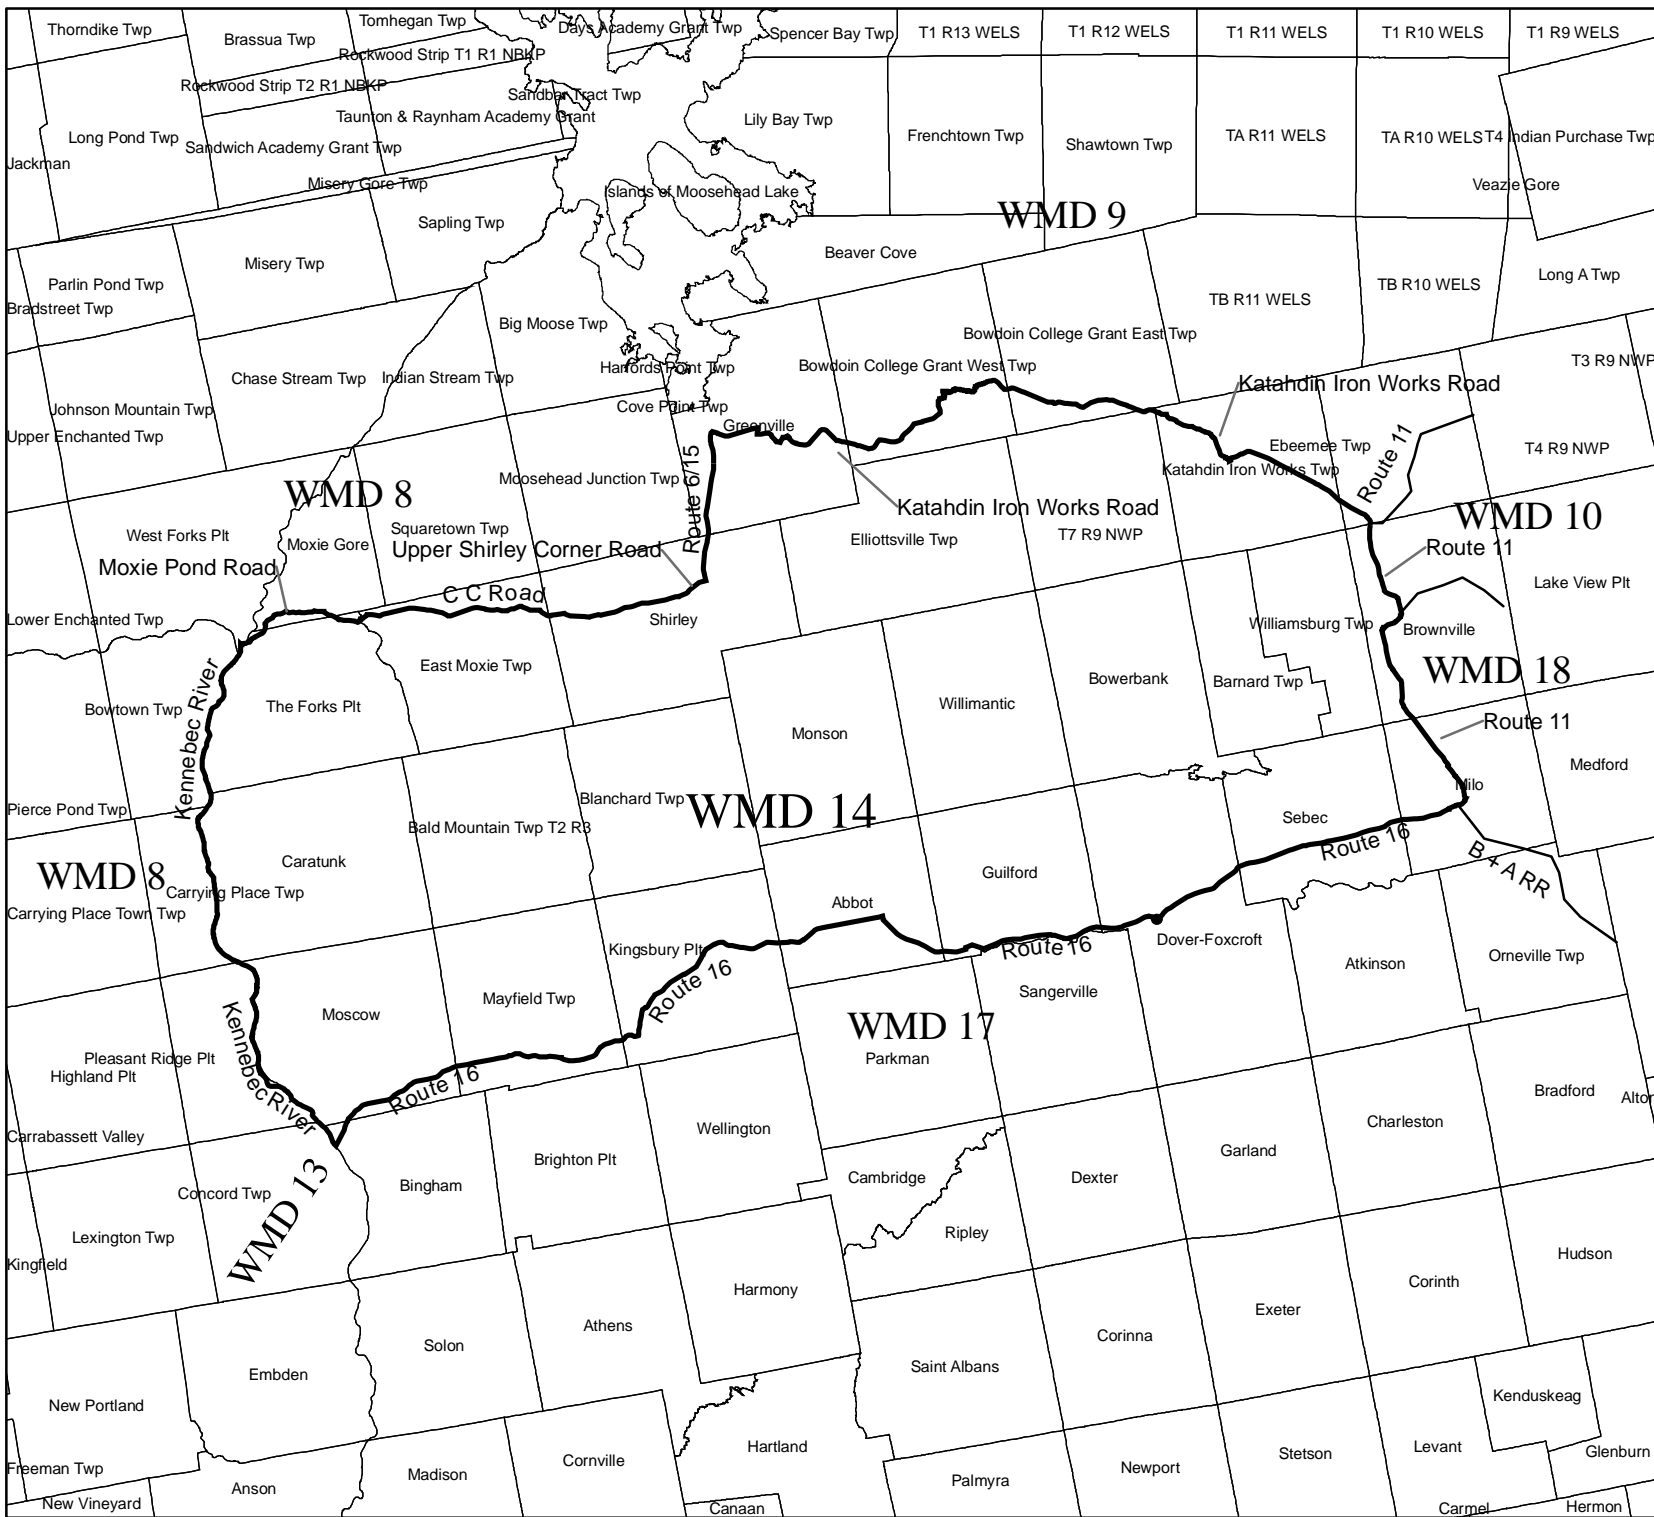 Thorndike Twp
Brassua Twp
Tomhegan Twp
Days Academy Grant Twp
Spencer Bay Twp
T1 R13 WELS
T1 R12 WELS
T1 R11 WELS
T1 R10 WELS
T1 R9 WELS
Rockwood Strip T1 R1 NBKP
Rockwood Strip T2 R1 NBKP
Sandbar Tract Twp
Taunton & Raynham Academy Grant
Long Pond Twp
Sandwich Academy Grant Twp
Lily Bay Twp
Frenchtown Twp
Shawtown Twp
TA R11 WELS
TA R10 WELS
T4 Indian Purchase Twp
Jackman
Misery Gore Twp
Islands of Moosehead Lake
Veazie Gore
Sapling Twp
WMD 9
Misery Twp
Beaver Cove
Parlin Pond Twp
Bradstreet Twp
TB R11 WELS
TB R10 WELS
Long A Twp
Big Moose Twp
Bowdoin College Grant East Twp
Harfords Point Twp
Bowdoin College Grant West Twp
T3 R9 NWP
Chase Stream Twp
Indian Stream Twp
Katahdin Iron Works Road
Johnson Mountain Twp
Cove Point Twp
Greenville
Upper Enchanted Twp
Ebeemee Twp
Route 11
T4 R9 NWP
Katahdin Iron Works Twp
Moosehead Junction Twp
Route 6/15
WMD 8
Katahdin Iron Works Road
WMD 10
West Forks Plt
Moxie Gore
Squaretown Twp
Elliottsville Twp
T7 R9 NWP
Upper Shirley Corner Road
Route 11
Moxie Pond Road
Lake View Plt
C C Road
Lower Enchanted Twp
Shirley
Williamsburg Twp
Brownville
East Moxie Twp
WMD 18
Bowerbank
Barnard Twp
Bowtown Twp
The Forks Plt
Willimantic
Route 11
Kennebec River
Monson
Medford
Pierce Pond Twp
Blanchard Twp
WMD 14
Milo
Bald Mountain Twp T2 R3
Sebec
Route 16
Caratunk
B + A RR
WMD 8
Carrying Place Twp
Guilford
Carrying Place Town Twp
Abbot
Kingsbury Plt
Route 16
Dover-Foxcroft
Atkinson
Orneville Twp
Route 16
Mayfield Twp
Sangerville
Moscow
WMD 17
Kennebec River
Pleasant Ridge Plt
Parkman
Highland Plt
Route 16
Bradford
Alton
Carrabassett Valley
Wellington
Charleston
Garland
Brighton Plt
Concord Twp
WMD 13
Bingham
Cambridge
Dexter
Lexington Twp
Ripley
Kingfield
Hudson
Harmony
Corinth
Exeter
Athens
Corinna
Solon
Embden
Saint Albans
New Portland
Kenduskeag
Hartland
Levant
Glenburn
Stetson
Freeman Twp
Madison
Cornville
Newport
Palmyra
Anson
New Vineyard
Canaan
Carmel
Hermon